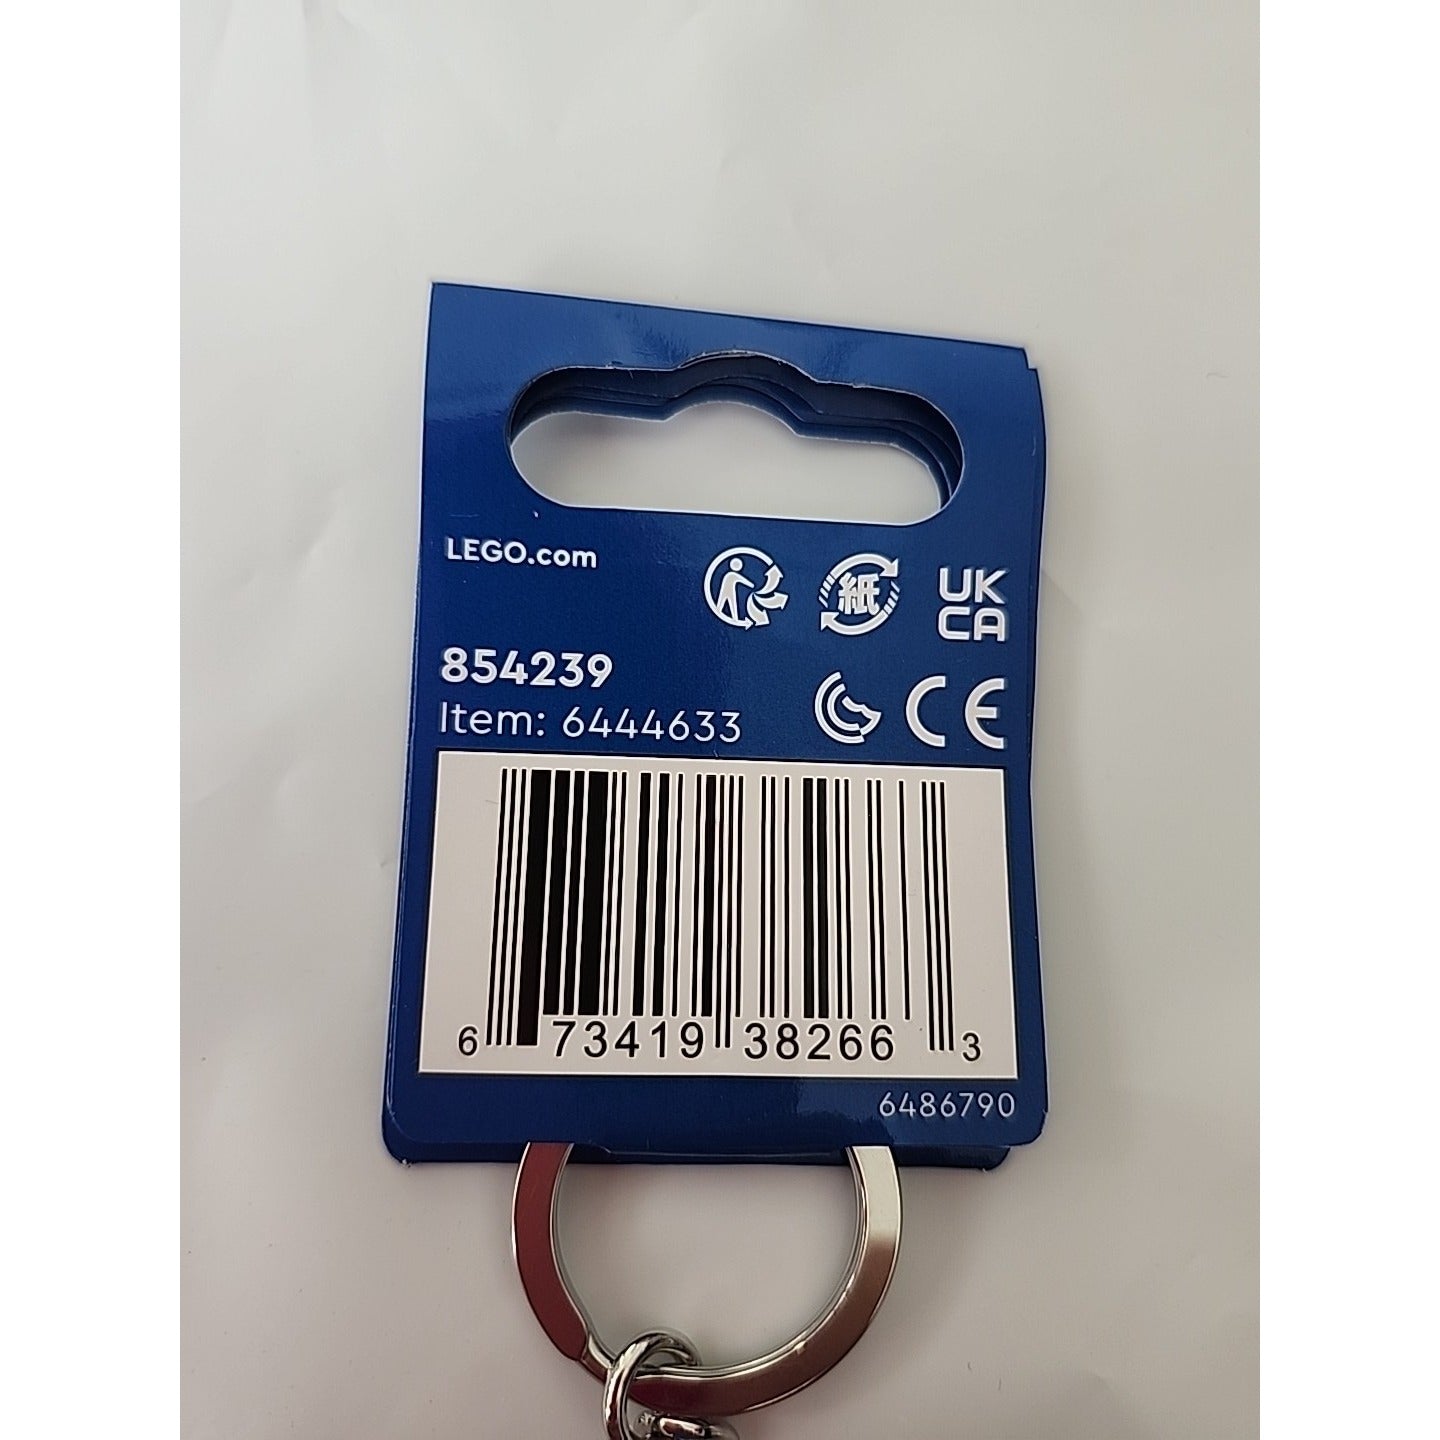 LEGO.com
紙
UK
CA
854239
Item: 6444633
CE
6 73419 38266 3
6486790